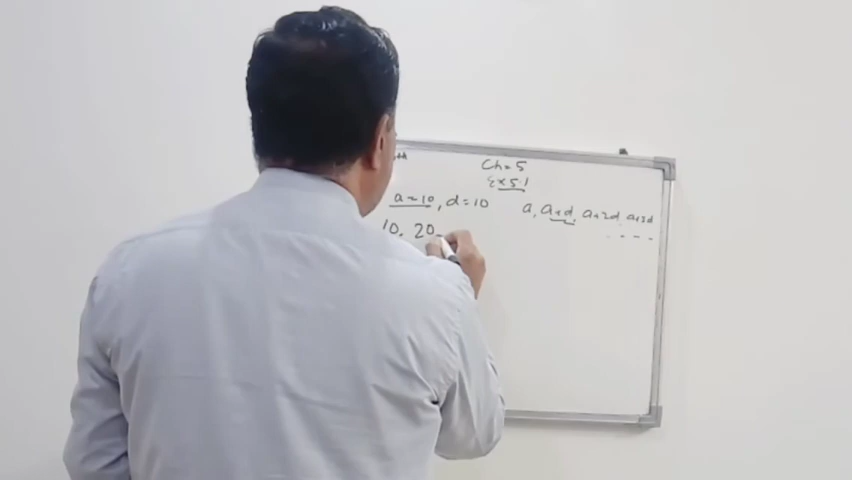 Ch=5
Ex 5.1
a=10, d=10
a, a+d, a+2d, a+3d
....
10, 20,